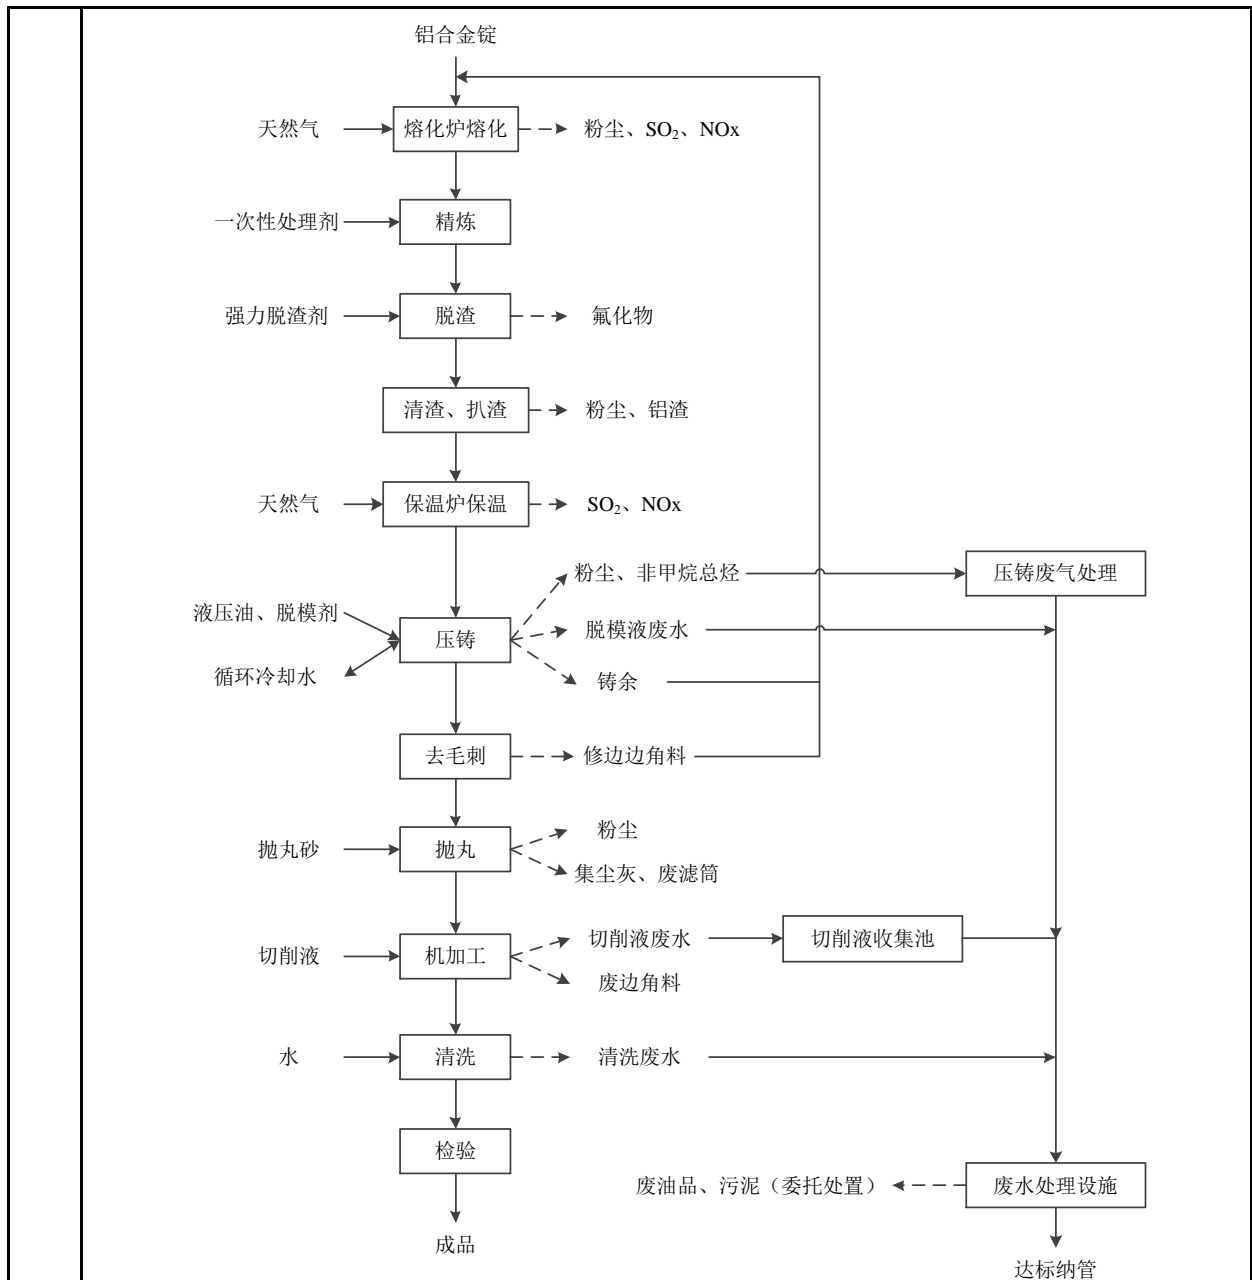 铝合金锭
天然气
熔化炉熔化
粉尘、SO₂、NOx
一次性处理剂
精炼
强力脱渣剂
脱渣
氟化物
清渣、扒渣
粉尘、铝渣
天然气
保温炉保温
SO₂、NOx
粉尘、非甲烷总烃
压铸废气处理
液压油、脱模剂
脱模液废水
压铸
循环冷却水
铸余
去毛刺
修边边角料
粉尘
抛丸砂
抛丸
集尘灰、废滤筒
切削液废水
切削液收集池
切削液
机加工
废边角料
水
清洗
清洗废水
检验
废油品、污泥（委托处置）
废水处理设施
成品
达标纳管